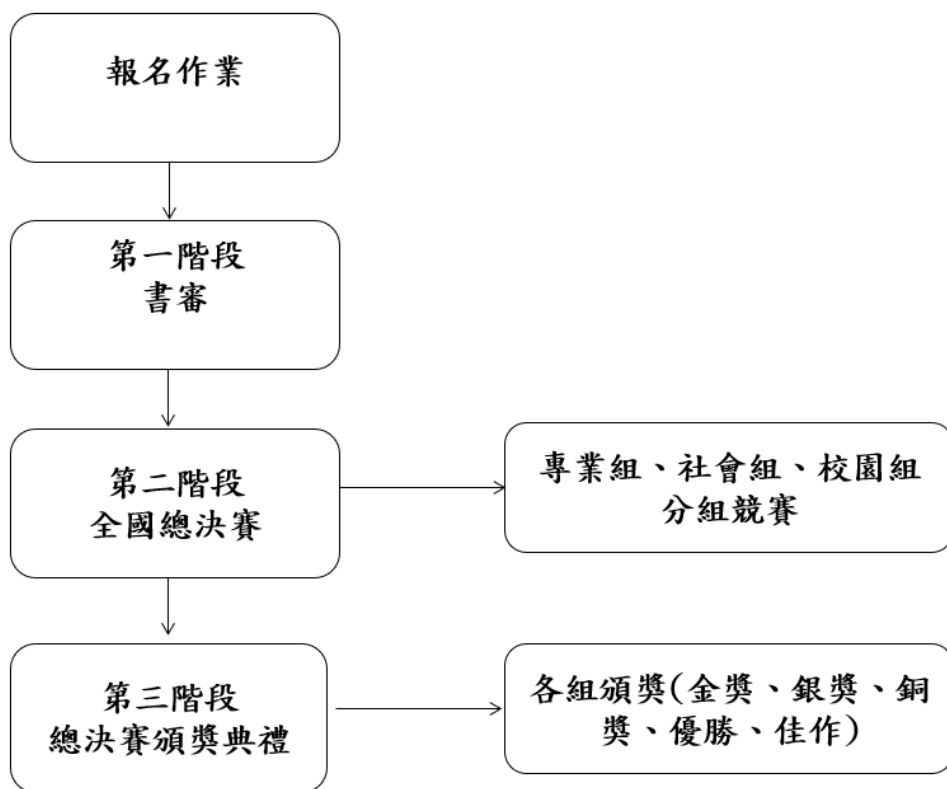 報名作業
第一階段
書審
第二階段
全國總決賽
專業組、社會組、校園組
分組競賽
第三階段
總決賽頒獎典禮
各組頒獎(金獎、銀獎、銅
獎、優勝、佳作)